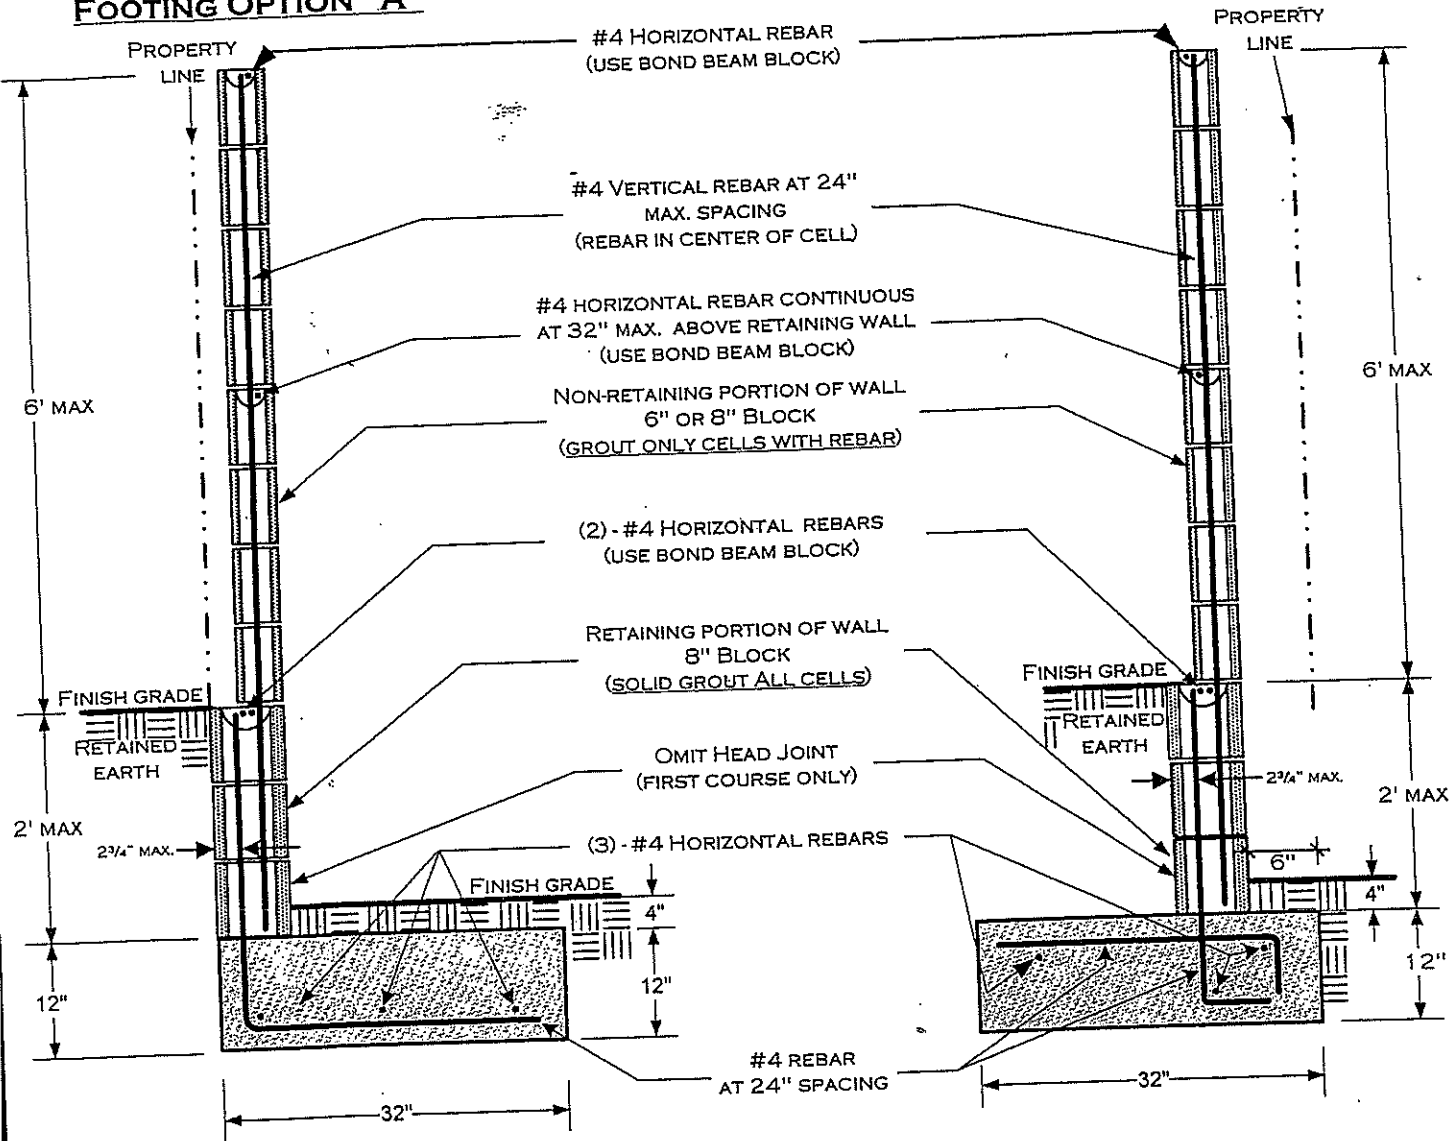 FOOTING OPTION "A"
PROPERTY
LINE
#4 HORIZONTAL REBAR
(USE BOND BEAM BLOCK)
PROPERTY
LINE
#4 VERTICAL REBAR AT 24"
MAX. SPACING
(REBAR IN CENTER OF CELL)
#4 HORIZONTAL REBAR CONTINUOUS
AT 32" MAX. ABOVE RETAINING WALL
(USE BOND BEAM BLOCK)
6' MAX
6' MAX
NON-RETAINING PORTION OF WALL
6" OR 8" BLOCK
(GROUT ONLY CELLS WITH REBAR)
(2) - #4 HORIZONTAL REBARS
(USE BOND BEAM BLOCK)
RETAINING PORTION OF WALL
8" BLOCK
(SOLID GROUT ALL CELLS)
FINISH GRADE
RETAINED
EARTH
FINISH GRADE
RETAINED
EARTH
OMIT HEAD JOINT
(FIRST COURSE ONLY)
2¾" MAX.
2' MAX
2' MAX
2¾" MAX.
(3) - #4 HORIZONTAL REBARS
6"
FINISH GRADE
4"
4"
12"
12"
12"
#4 REBAR
AT 24" SPACING
32"
32"